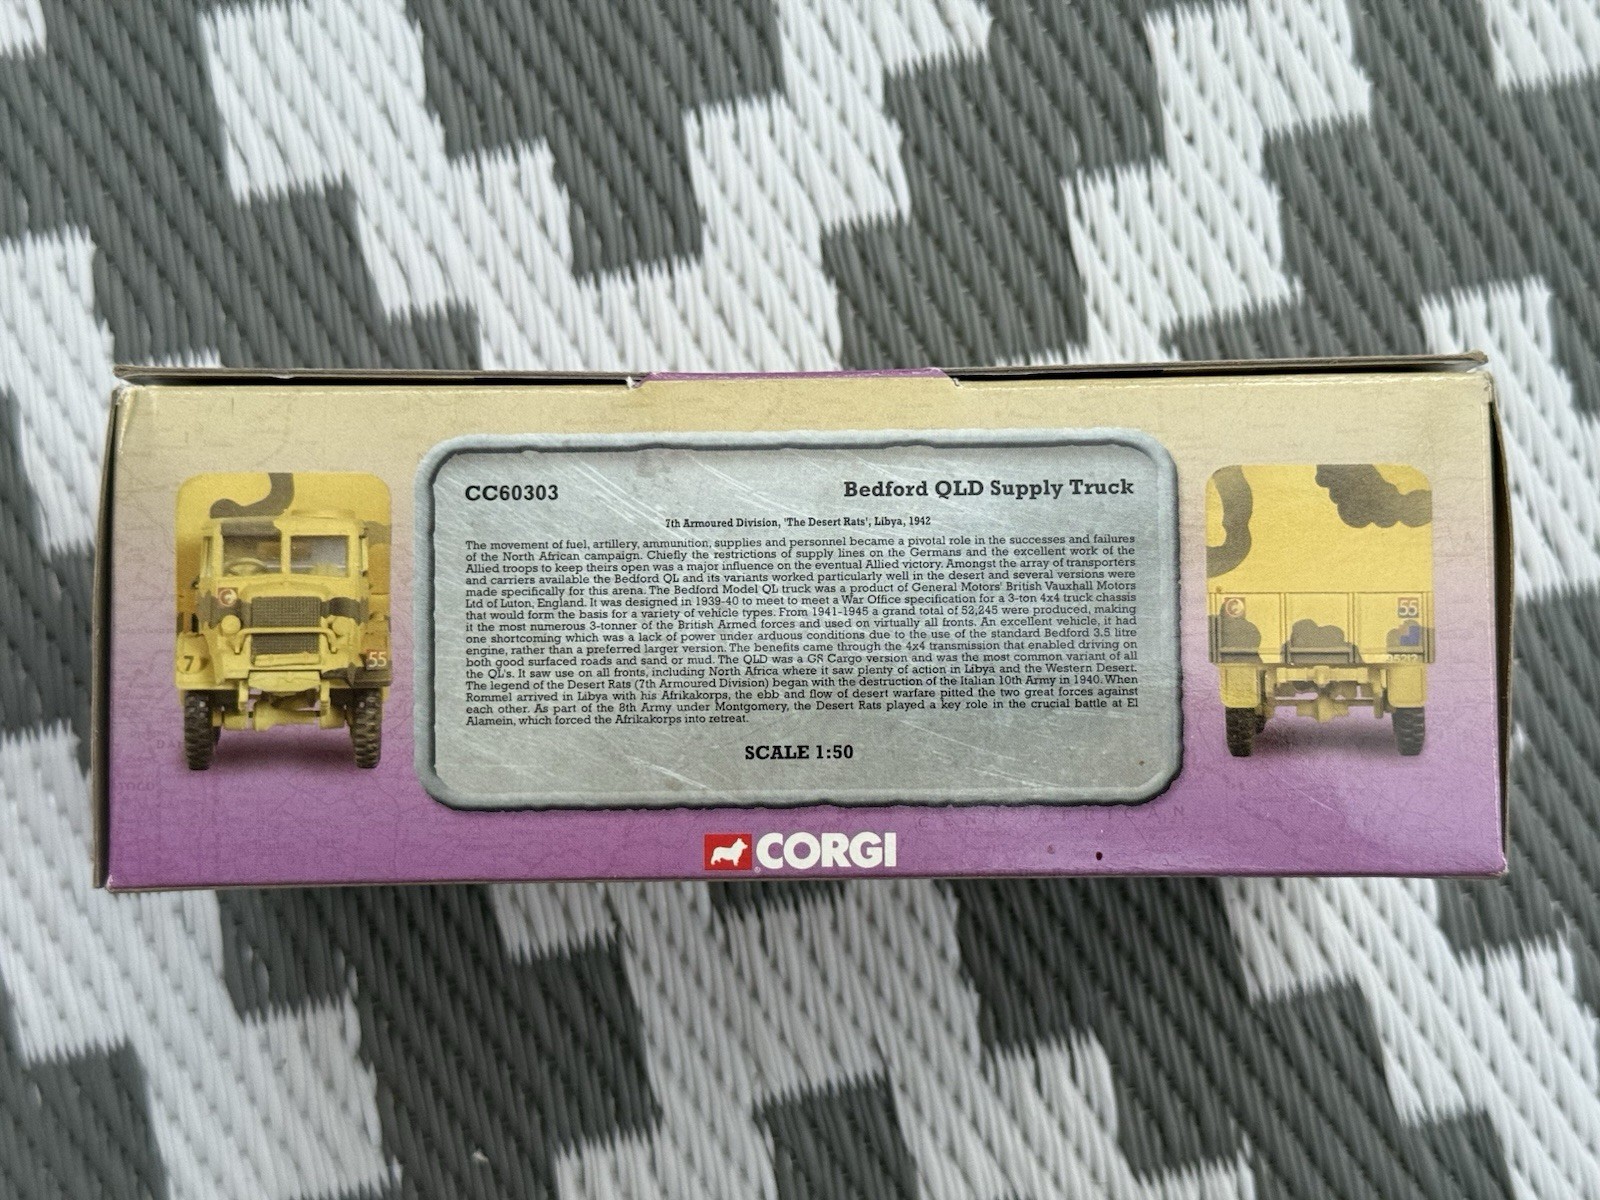 CC60303
Bedford QLD Supply Truck
7th Armoured Division, 'The Desert Rats', Libya, 1942
The movement of fuel, artillery, ammunition, supplies and personnel became a pivotal role in the successes and failures
of the North African campaign. Chiefly the restrictions of supply lines on the Germans and the excellent work of the
Allied troops to keep theirs open was a major influence on the eventual Allied victory. Amongst the array of transporters
and carriers available the Bedford QL and its variants worked particularly well in the desert and several versions were
made specifically for this arena. The Bedford Model QL truck was a product of General Motors' British Vauxhall Motors
Ltd of Luton, England. It was designed in 1939-40 to meet to meet a War Office specification for a 3-ton 4x4 truck chassis
that would form the basis for a variety of vehicle types. From 1941-1945 a grand total of 52,245 were produced, making
it the most numerous 3-tonner of the British Armed forces and used on virtually all fronts. An excellent vehicle, it had
one shortcoming which was a lack of power under arduous conditions due to the use of the standard Bedford 3.5 litre
engine, rather than a preferred larger version. The benefits came through the 4x4 transmission that enabled driving on
both good surfaced roads and sand or mud. The QLD was a GS Cargo version and was the most common variant of all
the QL's. It saw use on all fronts, including North Africa where it saw plenty of action in Libya and the Western Desert.
The legend of the Desert Rats (7th Armoured Division) began with the destruction of the Italian 10th Army in 1940. When
Rommel arrived in Libya with his Afrikakorps, the ebb and flow of desert warfare pitted the two great forces against
each other. As part of the 8th Army under Montgomery, the Desert Rats played a key role in the crucial battle at El
Alamein, which forced the Afrikakorps into retreat.
SCALE 1:50
7
55
55
CORGI